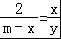 2/(m-x) = x/y